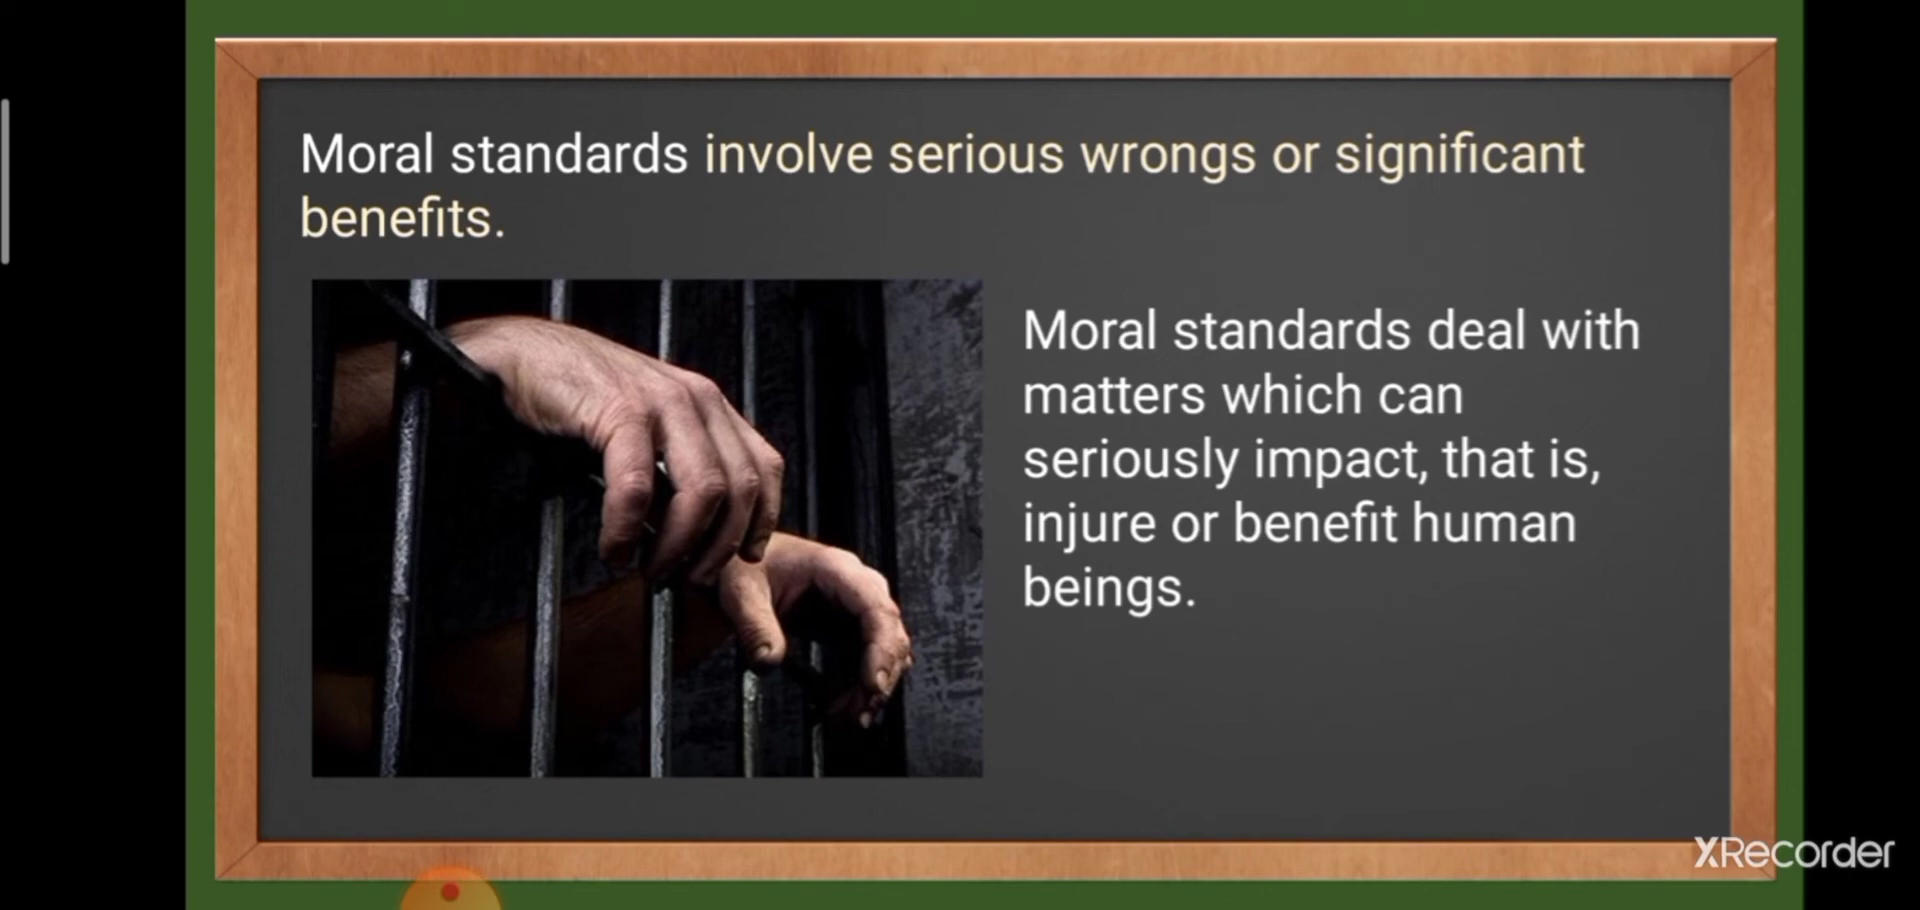 Moral standards involve serious wrongs or significant
benefits.
Moral standards deal with
matters which can
seriously impact, that is,
injure or benefit human
beings.
XRecorder